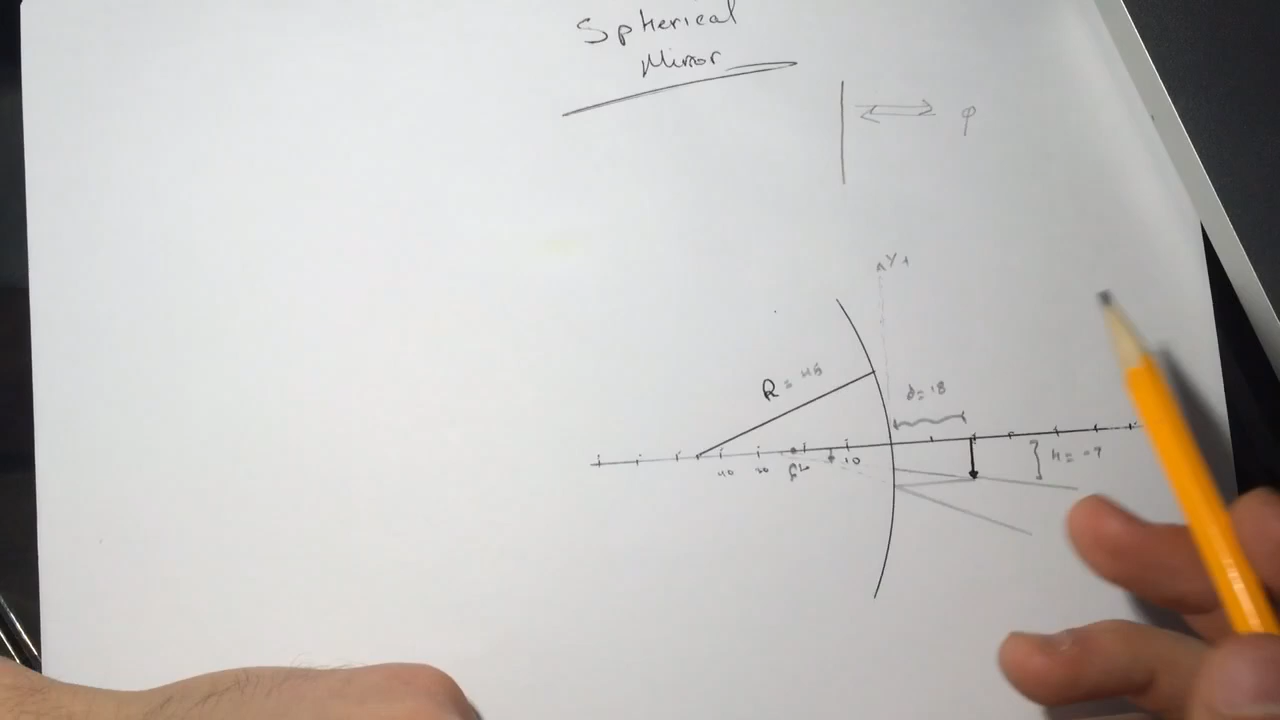 Spherical
Mirror
φ
Y+
R = 45
d=18
40 30 10
h= -7